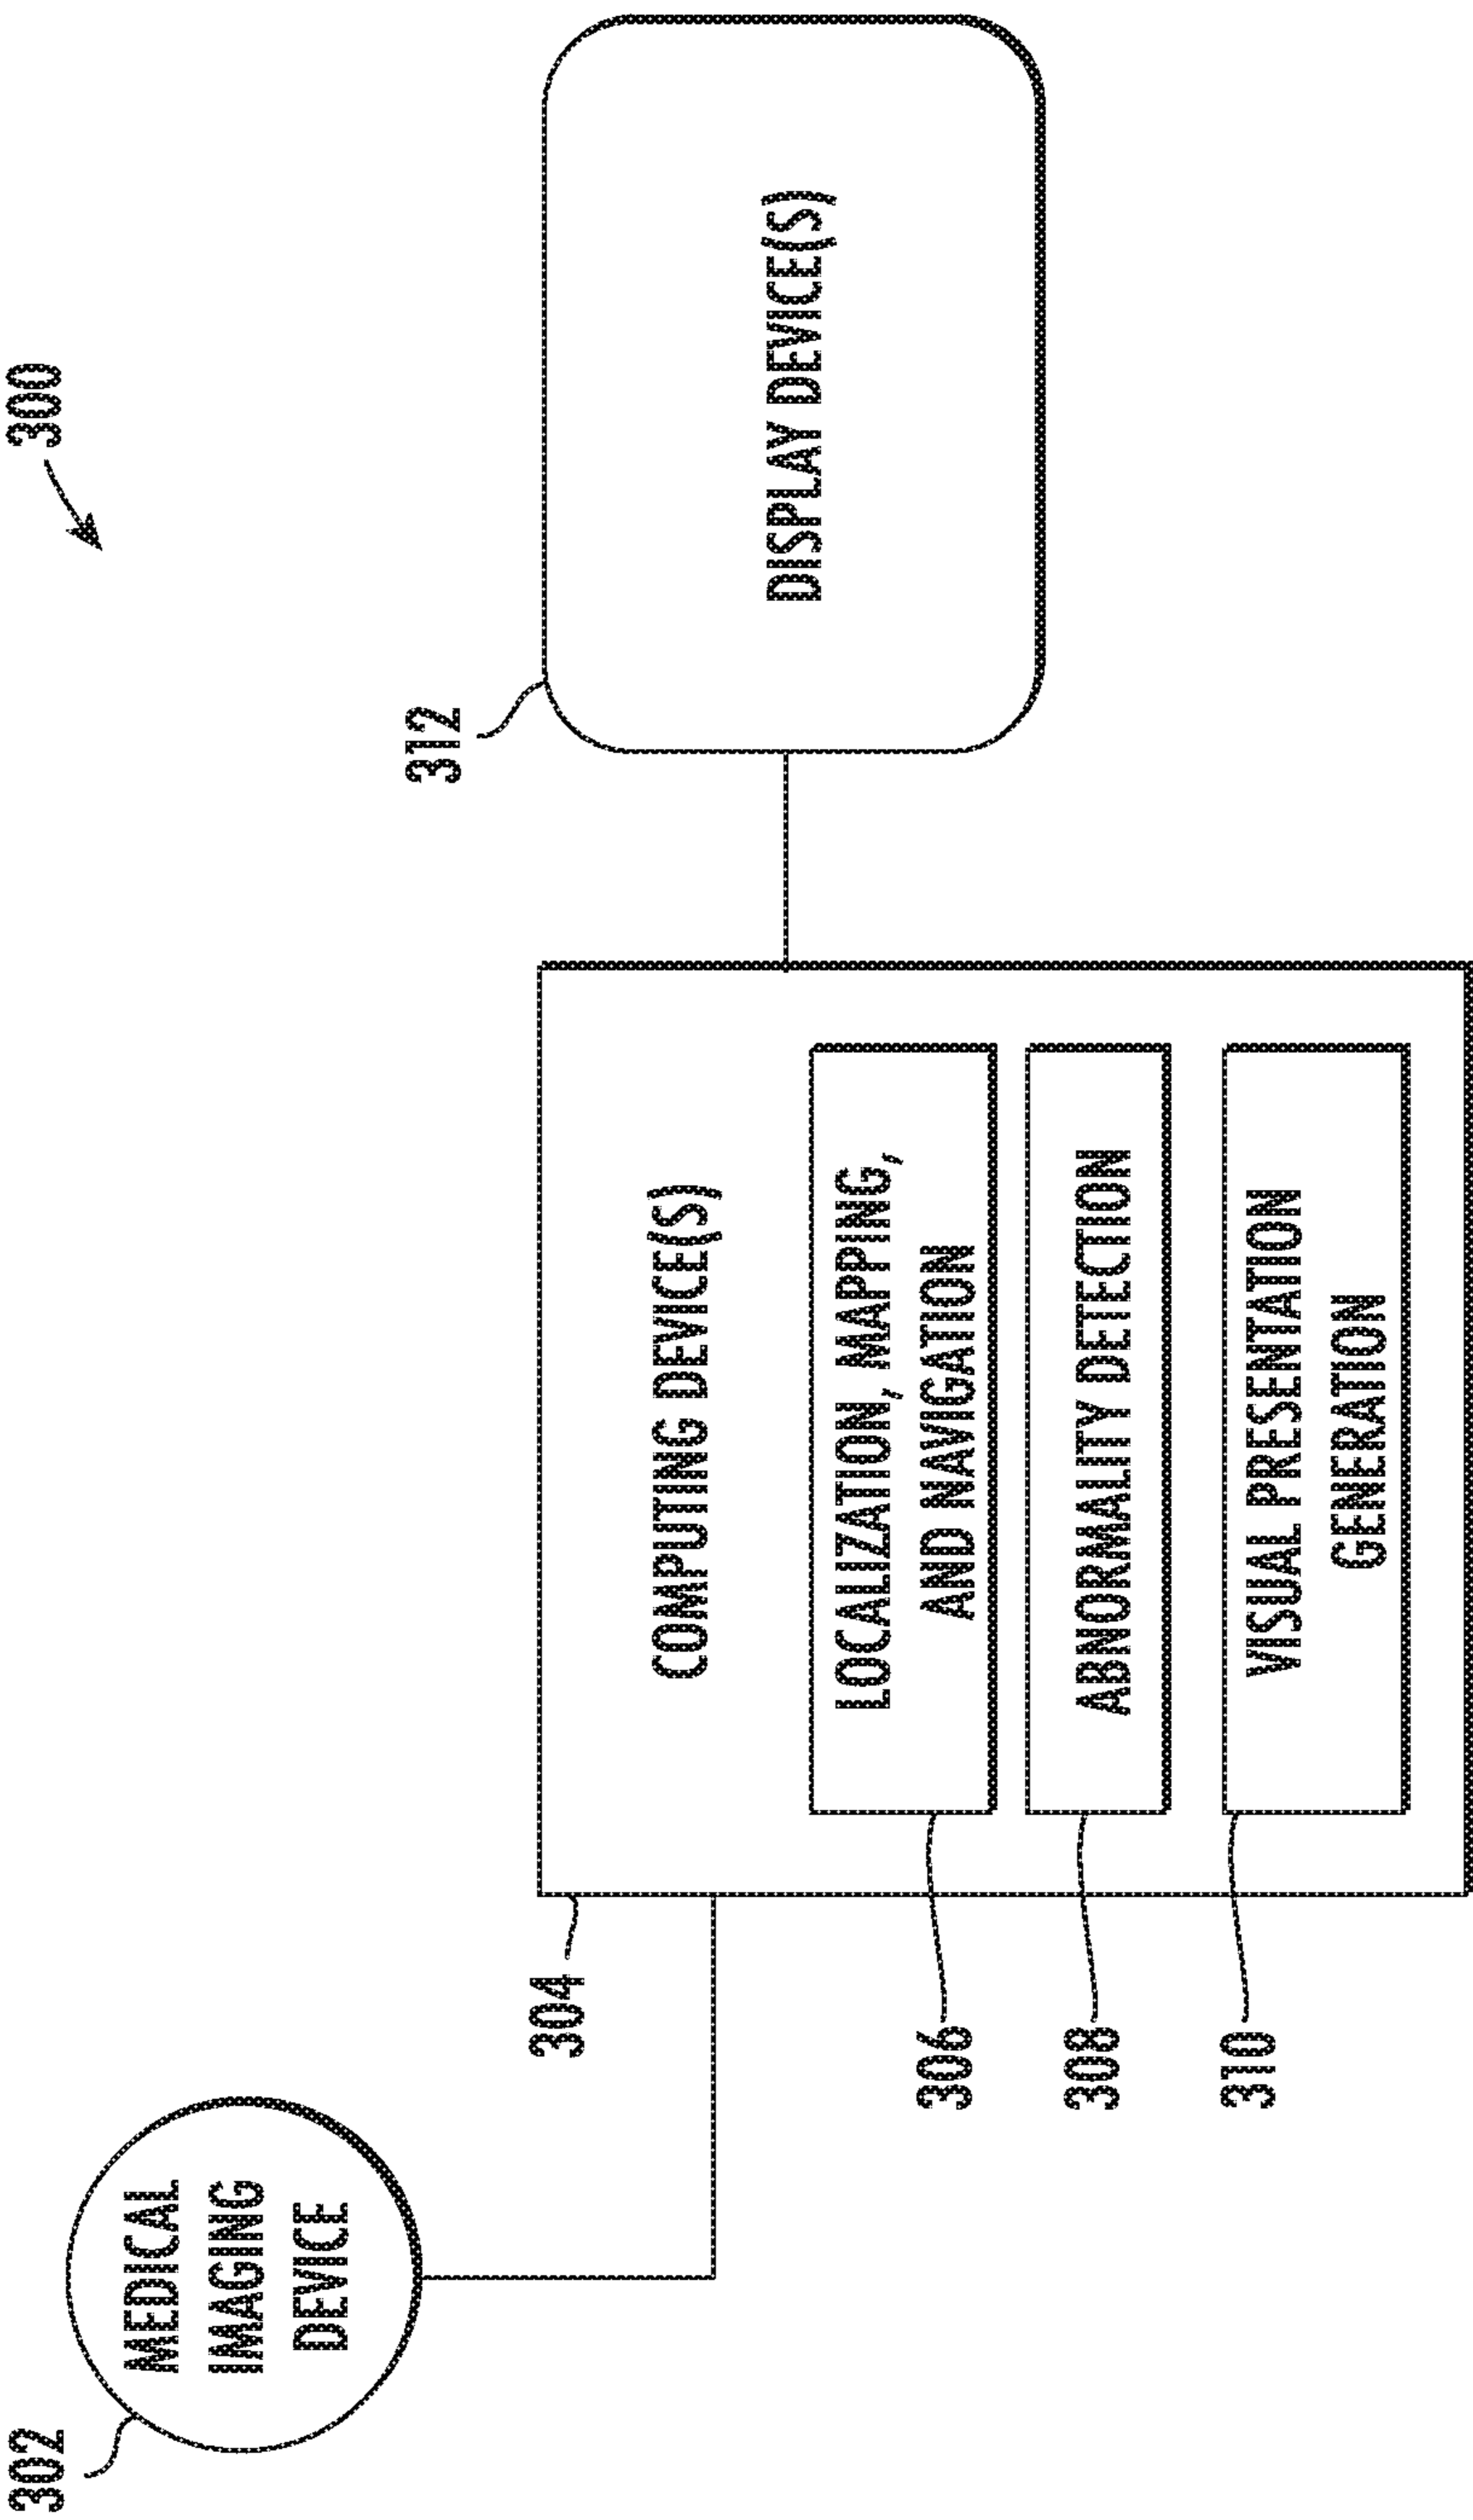 300
302
MEDICAL
IMAGING
DEVICE
304
COMPUTING DEVICE(S)
306
LOCALIZATION, MAPPING,
AND NAVIGATION
308
ABNORMALITY DETECTION
310
VISUAL PRESENTATION
GENERATION
312
DISPLAY DEVICE(S)